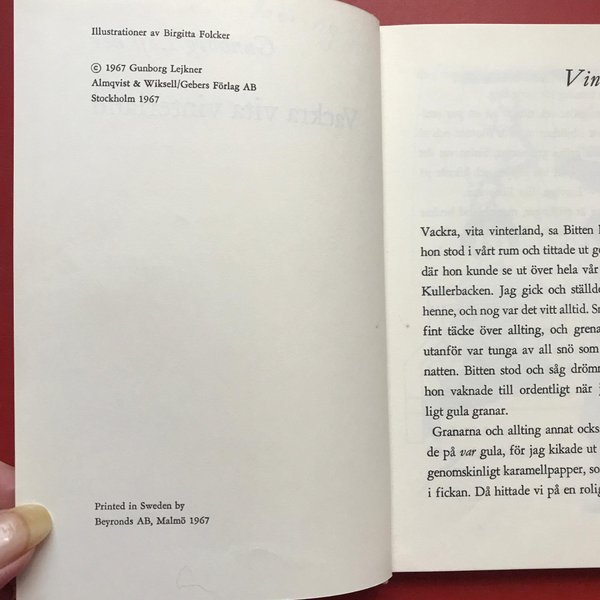 Illustrationer av Birgitta Folcker
© 1967 Gunborg Lejkner
Almqvist & Wiksell/Gebers Förlag AB
Stockholm 1967
Vackra vita vinterland
Printed in Sweden by
Beyronds AB, Malmö 1967
Vin
Vackra, vita vinterland, sa Bitten
hon stod i vårt rum och tittade ut
där hon kunde se ut över hela vår
Kullerbacken. Jag gick och ställde
henne, och nog var det vitt alltid. Sn
fint täcke över allting, och grena
utanför var tunga av all snö som
natten. Bitten stod och såg drömm
hon vaknade till ordentligt när j
ligt gula granar.
Granarna och allting annat ocks
de på var gula, för jag kikade ut
genomskinligt karamellpapper, so
i fickan. Då hittade vi på en rolig